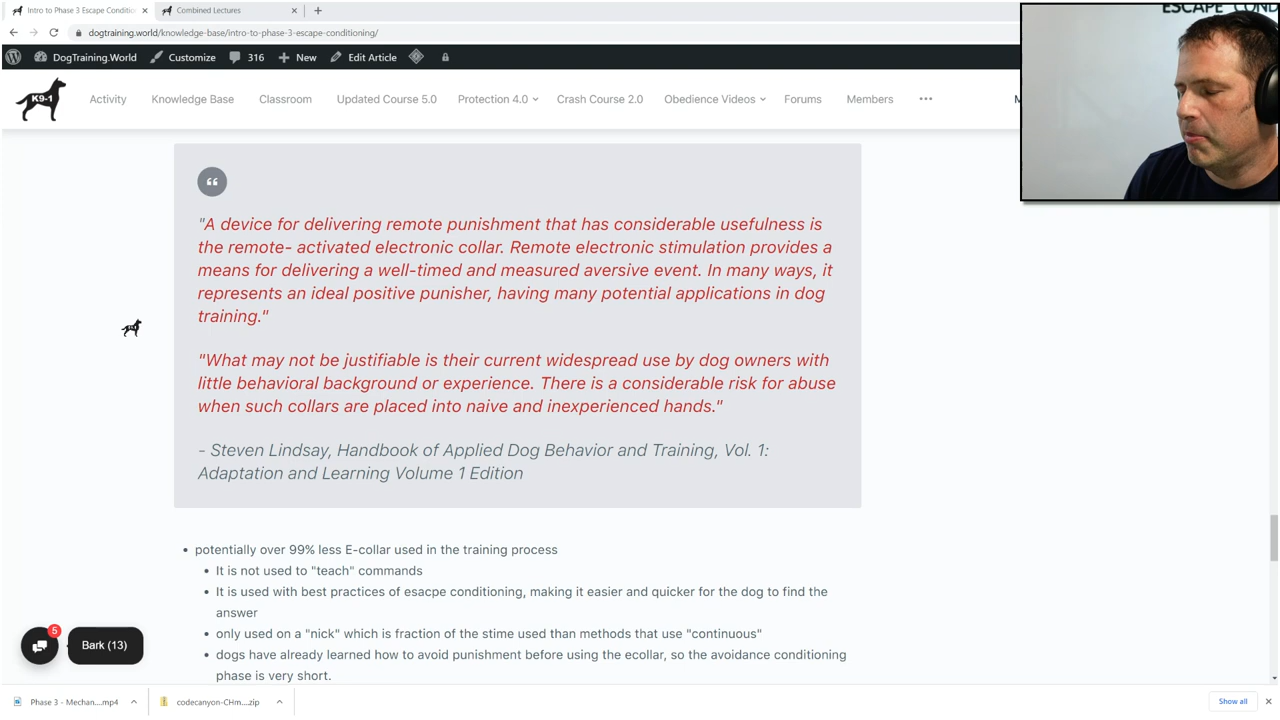 Intro to Phase 3 Escape Conditio
Combined Lectures
ESCAPE COND
dogtraining.world/knowledge-base/intro-to-phase-3-escape-conditioning/
DogTraining.World Customize 316 New Edit Article
K9-1
Activity Knowledge Base Classroom Updated Course 5.0 Protection 4.0 Crash Course 2.0 Obedience Videos Forums Members ··· M
"A device for delivering remote punishment that has considerable usefulness is
the remote- activated electronic collar. Remote electronic stimulation provides a
means for delivering a well-timed and measured aversive event. In many ways, it
represents an ideal positive punisher, having many potential applications in dog
training."
"What may not be justifiable is their current widespread use by dog owners with
little behavioral background or experience. There is a considerable risk for abuse
when such collars are placed into naive and inexperienced hands."
- Steven Lindsay, Handbook of Applied Dog Behavior and Training, Vol. 1:
Adaptation and Learning Volume 1 Edition
• potentially over 99% less E-collar used in the training process
• It is not used to "teach" commands
• It is used with best practices of esacpe conditioning, making it easier and quicker for the dog to find the
answer
• only used on a "nick" which is fraction of the stime used than methods that use "continuous"
• dogs have already learned how to avoid punishment before using the ecollar, so the avoidance conditioning
phase is very short.
5
Bark (13)
Phase 3 - Mechan....mp4
codecanyon-CHm....zip
Show all